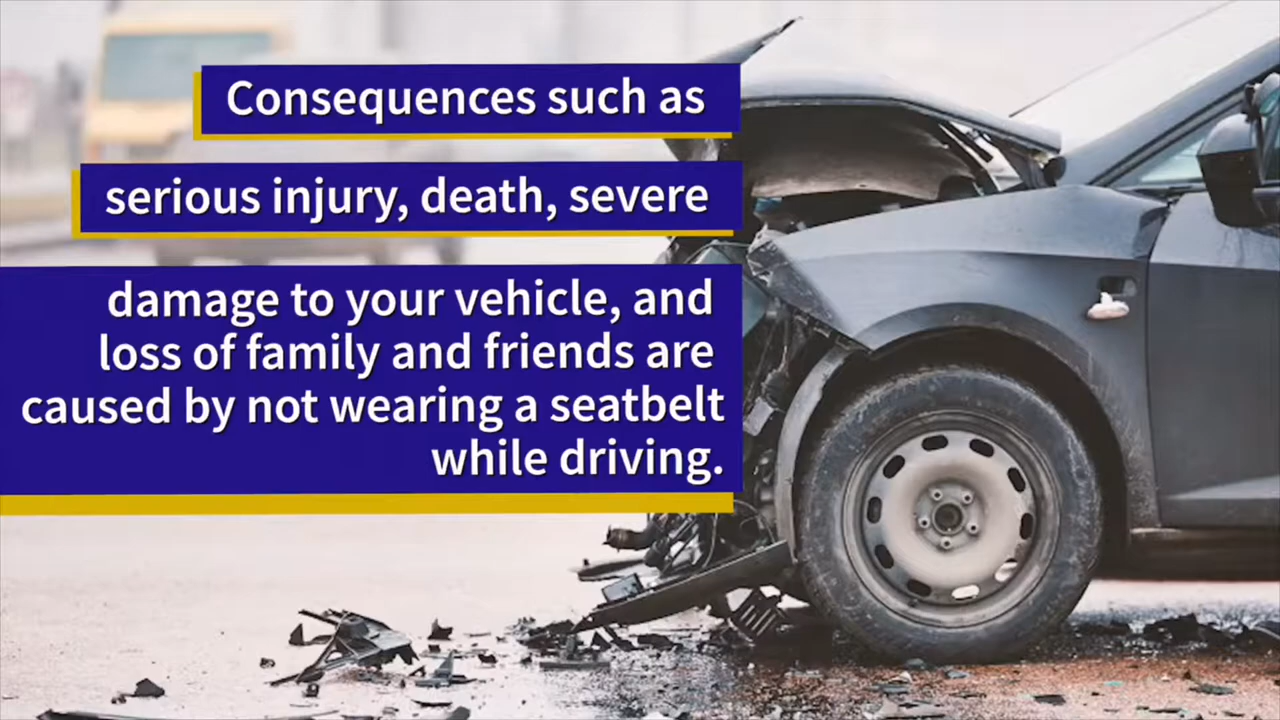 Consequences such as
serious injury, death, severe
damage to your vehicle, and
loss of family and friends are
caused by not wearing a seatbelt
while driving.